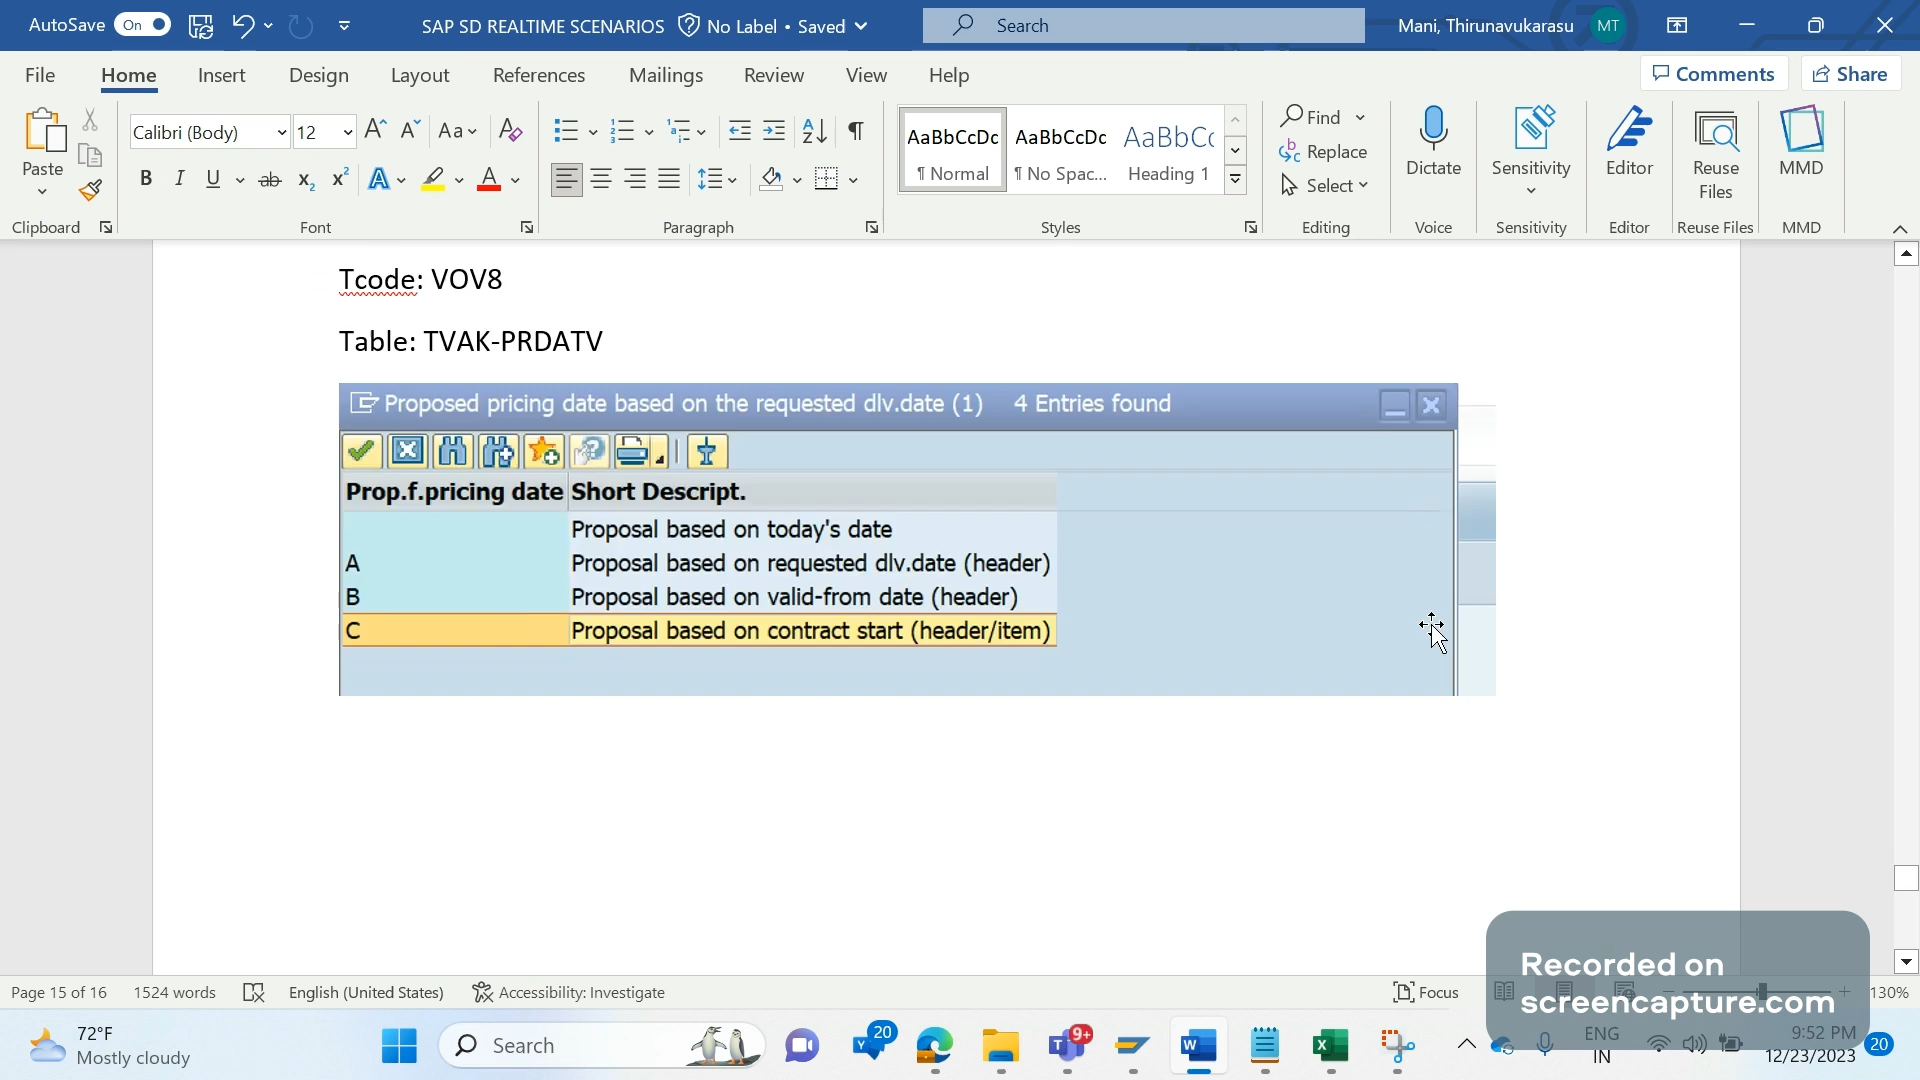 AutoSave On SAP SD REALTIME SCENARIOS No Label • Saved Search Mani, Thirunavukarasu MT
File Home Insert Design Layout References Mailings Review View Help Comments Share
Paste
Calibri (Body) 12 Aa
AaBbCcDc AaBbCcDc AaBbCc
¶ Normal ¶ No Spac... Heading 1
Find
Replace
Select
Dictate Sensitivity Editor Reuse Files MMD
Clipboard Font Paragraph Styles Editing Voice Sensitivity Editor Reuse Files MMD
Tcode: VOV8
Table: TVAK-PRDATV
Proposed pricing date based on the requested dlv.date (1) 4 Entries found
Prop.f.pricing date Short Descript.
Proposal based on today's date
A Proposal based on requested dlv.date (header)
B Proposal based on valid-from date (header)
C Proposal based on contract start (header/item)
Recorded on
screencapture.com
Page 15 of 16 1524 words English (United States) Accessibility: Investigate Focus 130%
72°F
Mostly cloudy
Search
20
9+
ENG
IN
9:52 PM
12/23/2023
20